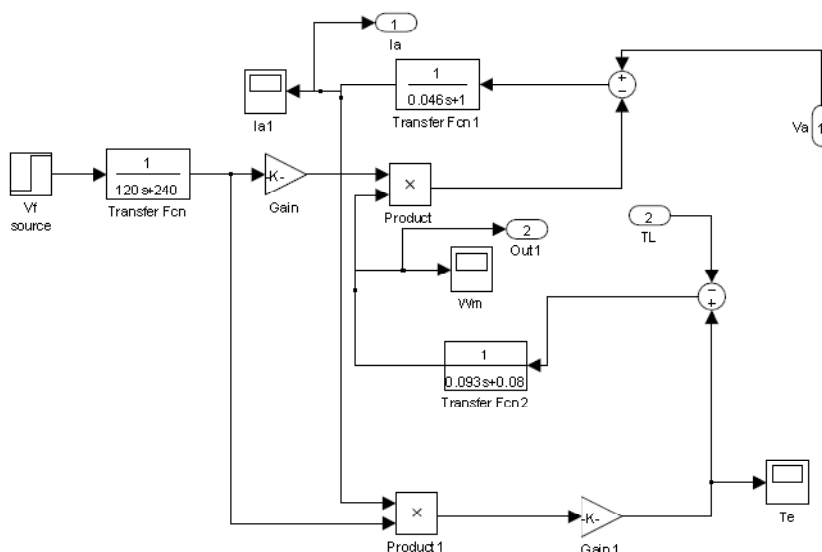 1
Ia
1
0.046s+1
Transfer Fcn1
+
−
Ia1
Va
1
1
120s+240
Transfer Fcn
-K-
Gain
×
Product
Vf
source
2
TL
2
Out1
−
+
VVm
1
0.093s+0.08
Transfer Fcn2
×
Product1
-K-
Gain1
Te